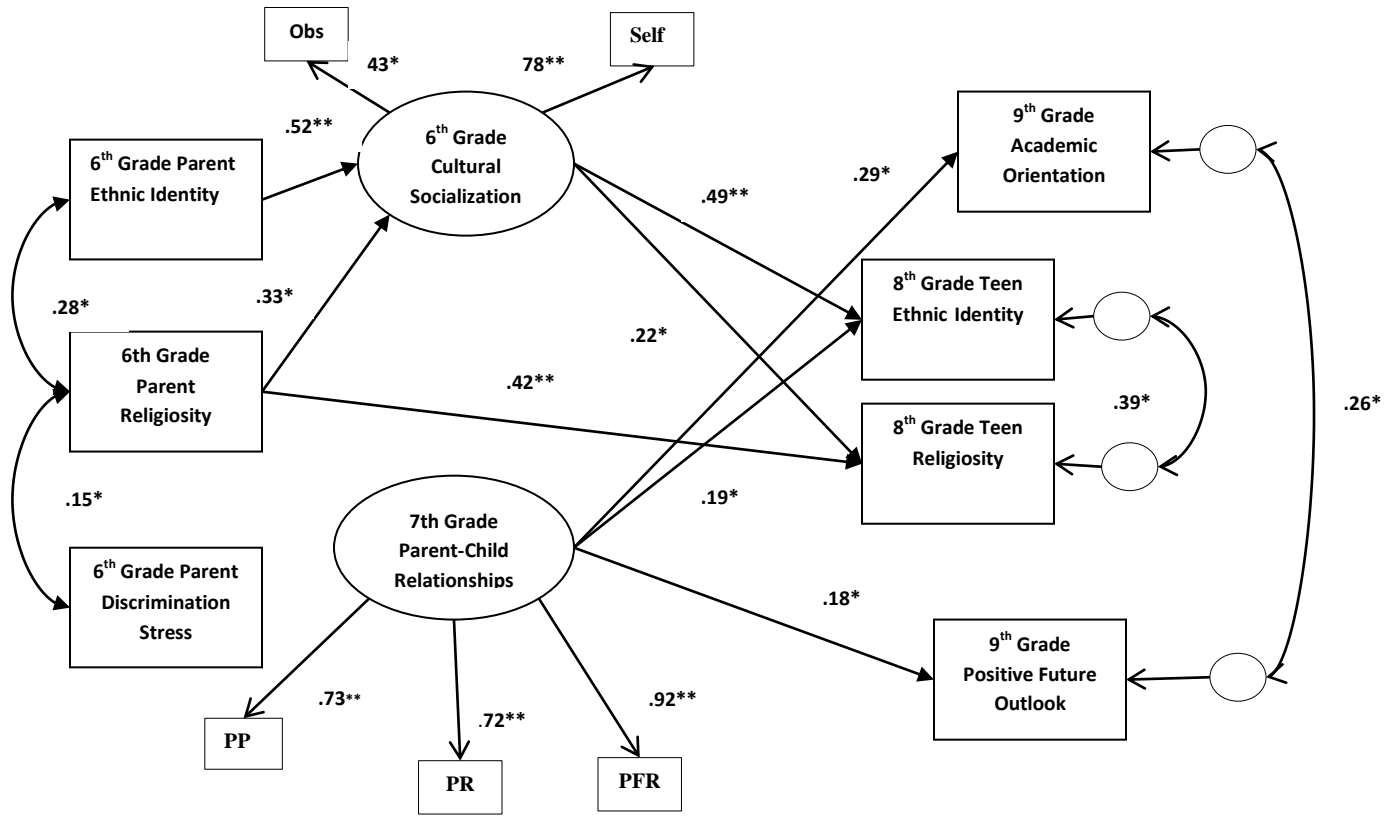 Obs
Self
43*
78**
.52**
6th Grade
Cultural
Socialization
9th Grade
Academic
Orientation
6th Grade Parent
Ethnic Identity
.29*
.49**
8th Grade Teen
Ethnic Identity
.28*
.33*
.22*
6th Grade
Parent
Religiosity
.42**
.39*
.26*
8th Grade Teen
Religiosity
.15*
.19*
7th Grade
Parent-Child
Relationships
6th Grade Parent
Discrimination
Stress
.18*
9th Grade
Positive Future
Outlook
.73**
.72**
.92**
PP
PR
PFR